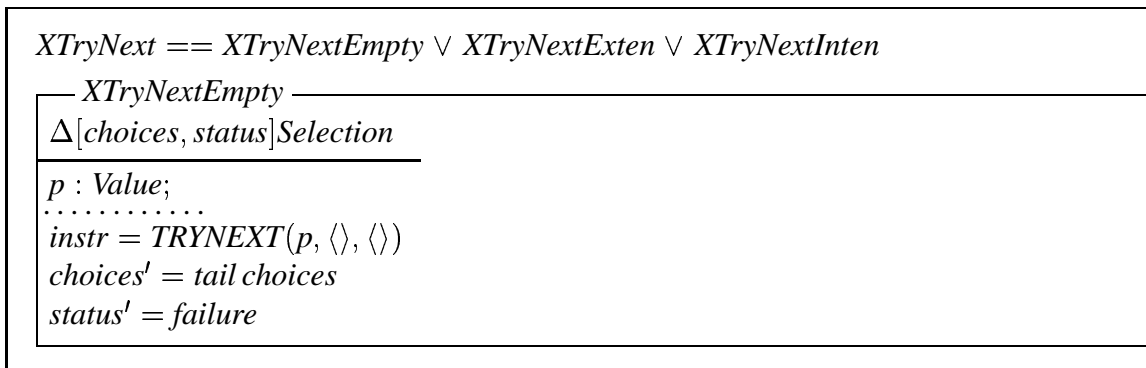 XTryNext == XTryNextEmpty ∨ XTryNextExten ∨ XTryNextInten
XTryNextEmpty
Δ[choices, status]Selection
p : Value;
instr = TRYNEXT(p, ⟨⟩, ⟨⟩)
choices′ = tail choices
status′ = failure